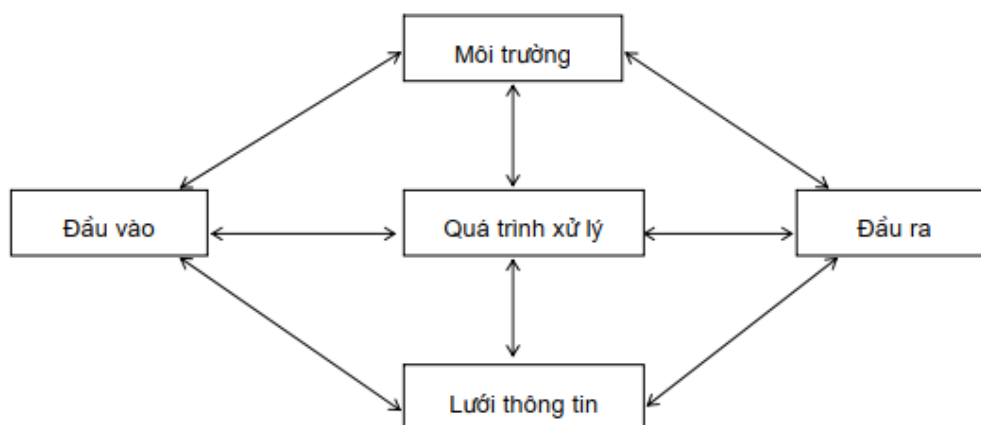 Môi trường
Đầu vào
Quá trình xử lý
Đầu ra
Lưới thông tin